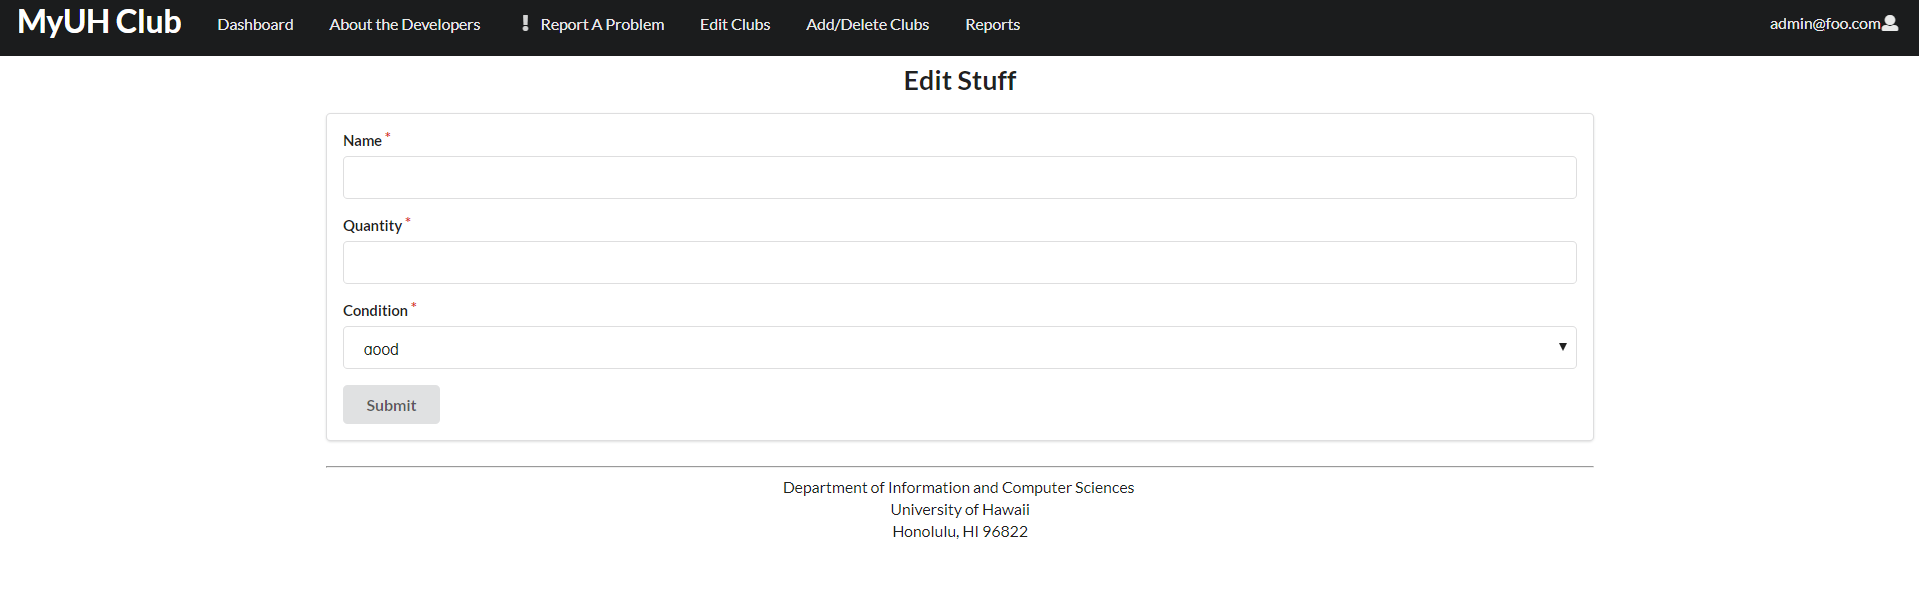 MyUH Club Dashboard About the Developers Report A Problem Edit Clubs Add/Delete Clubs Reports admin@foo.com
Edit Stuff
Name *
Quantity *
Condition *
good
Submit
Department of Information and Computer Sciences
University of Hawaii
Honolulu, HI 96822